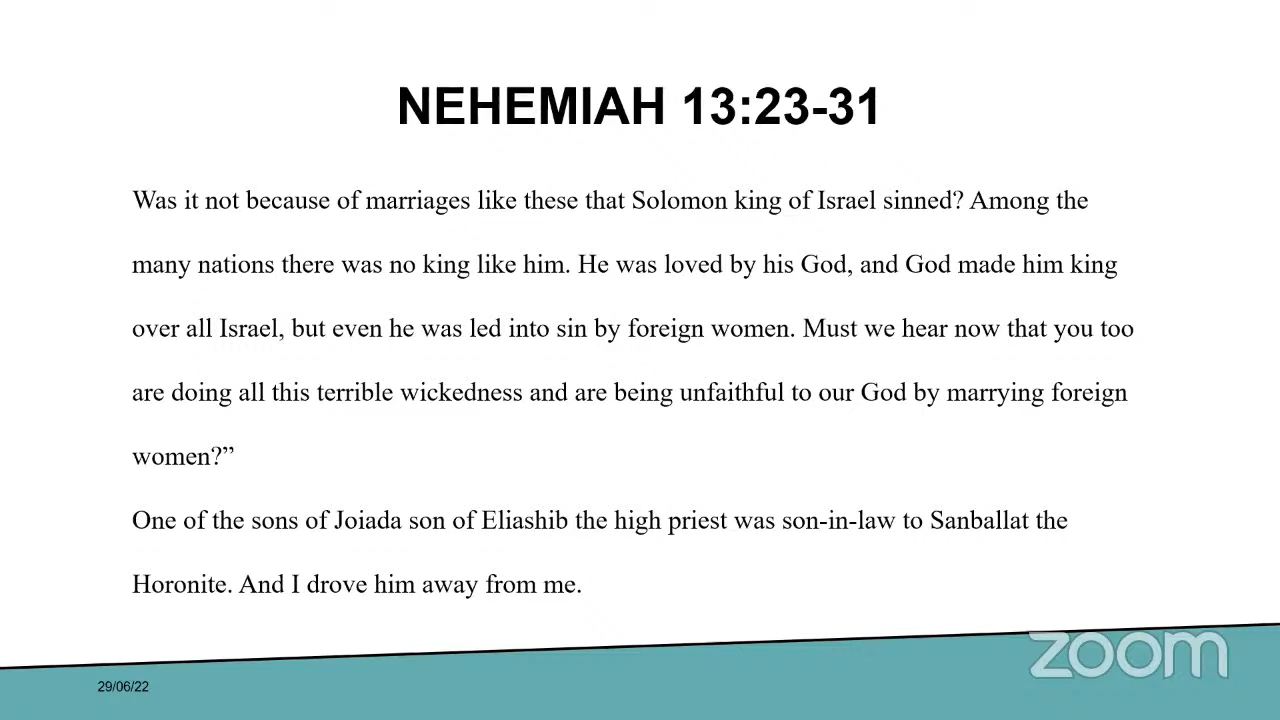 NEHEMIAH 13:23-31
Was it not because of marriages like these that Solomon king of Israel sinned? Among the
many nations there was no king like him. He was loved by his God, and God made him king
over all Israel, but even he was led into sin by foreign women. Must we hear now that you too
are doing all this terrible wickedness and are being unfaithful to our God by marrying foreign
women?”
One of the sons of Joiada son of Eliashib the high priest was son-in-law to Sanballat the
Horonite. And I drove him away from me.
zoom
29/06/22